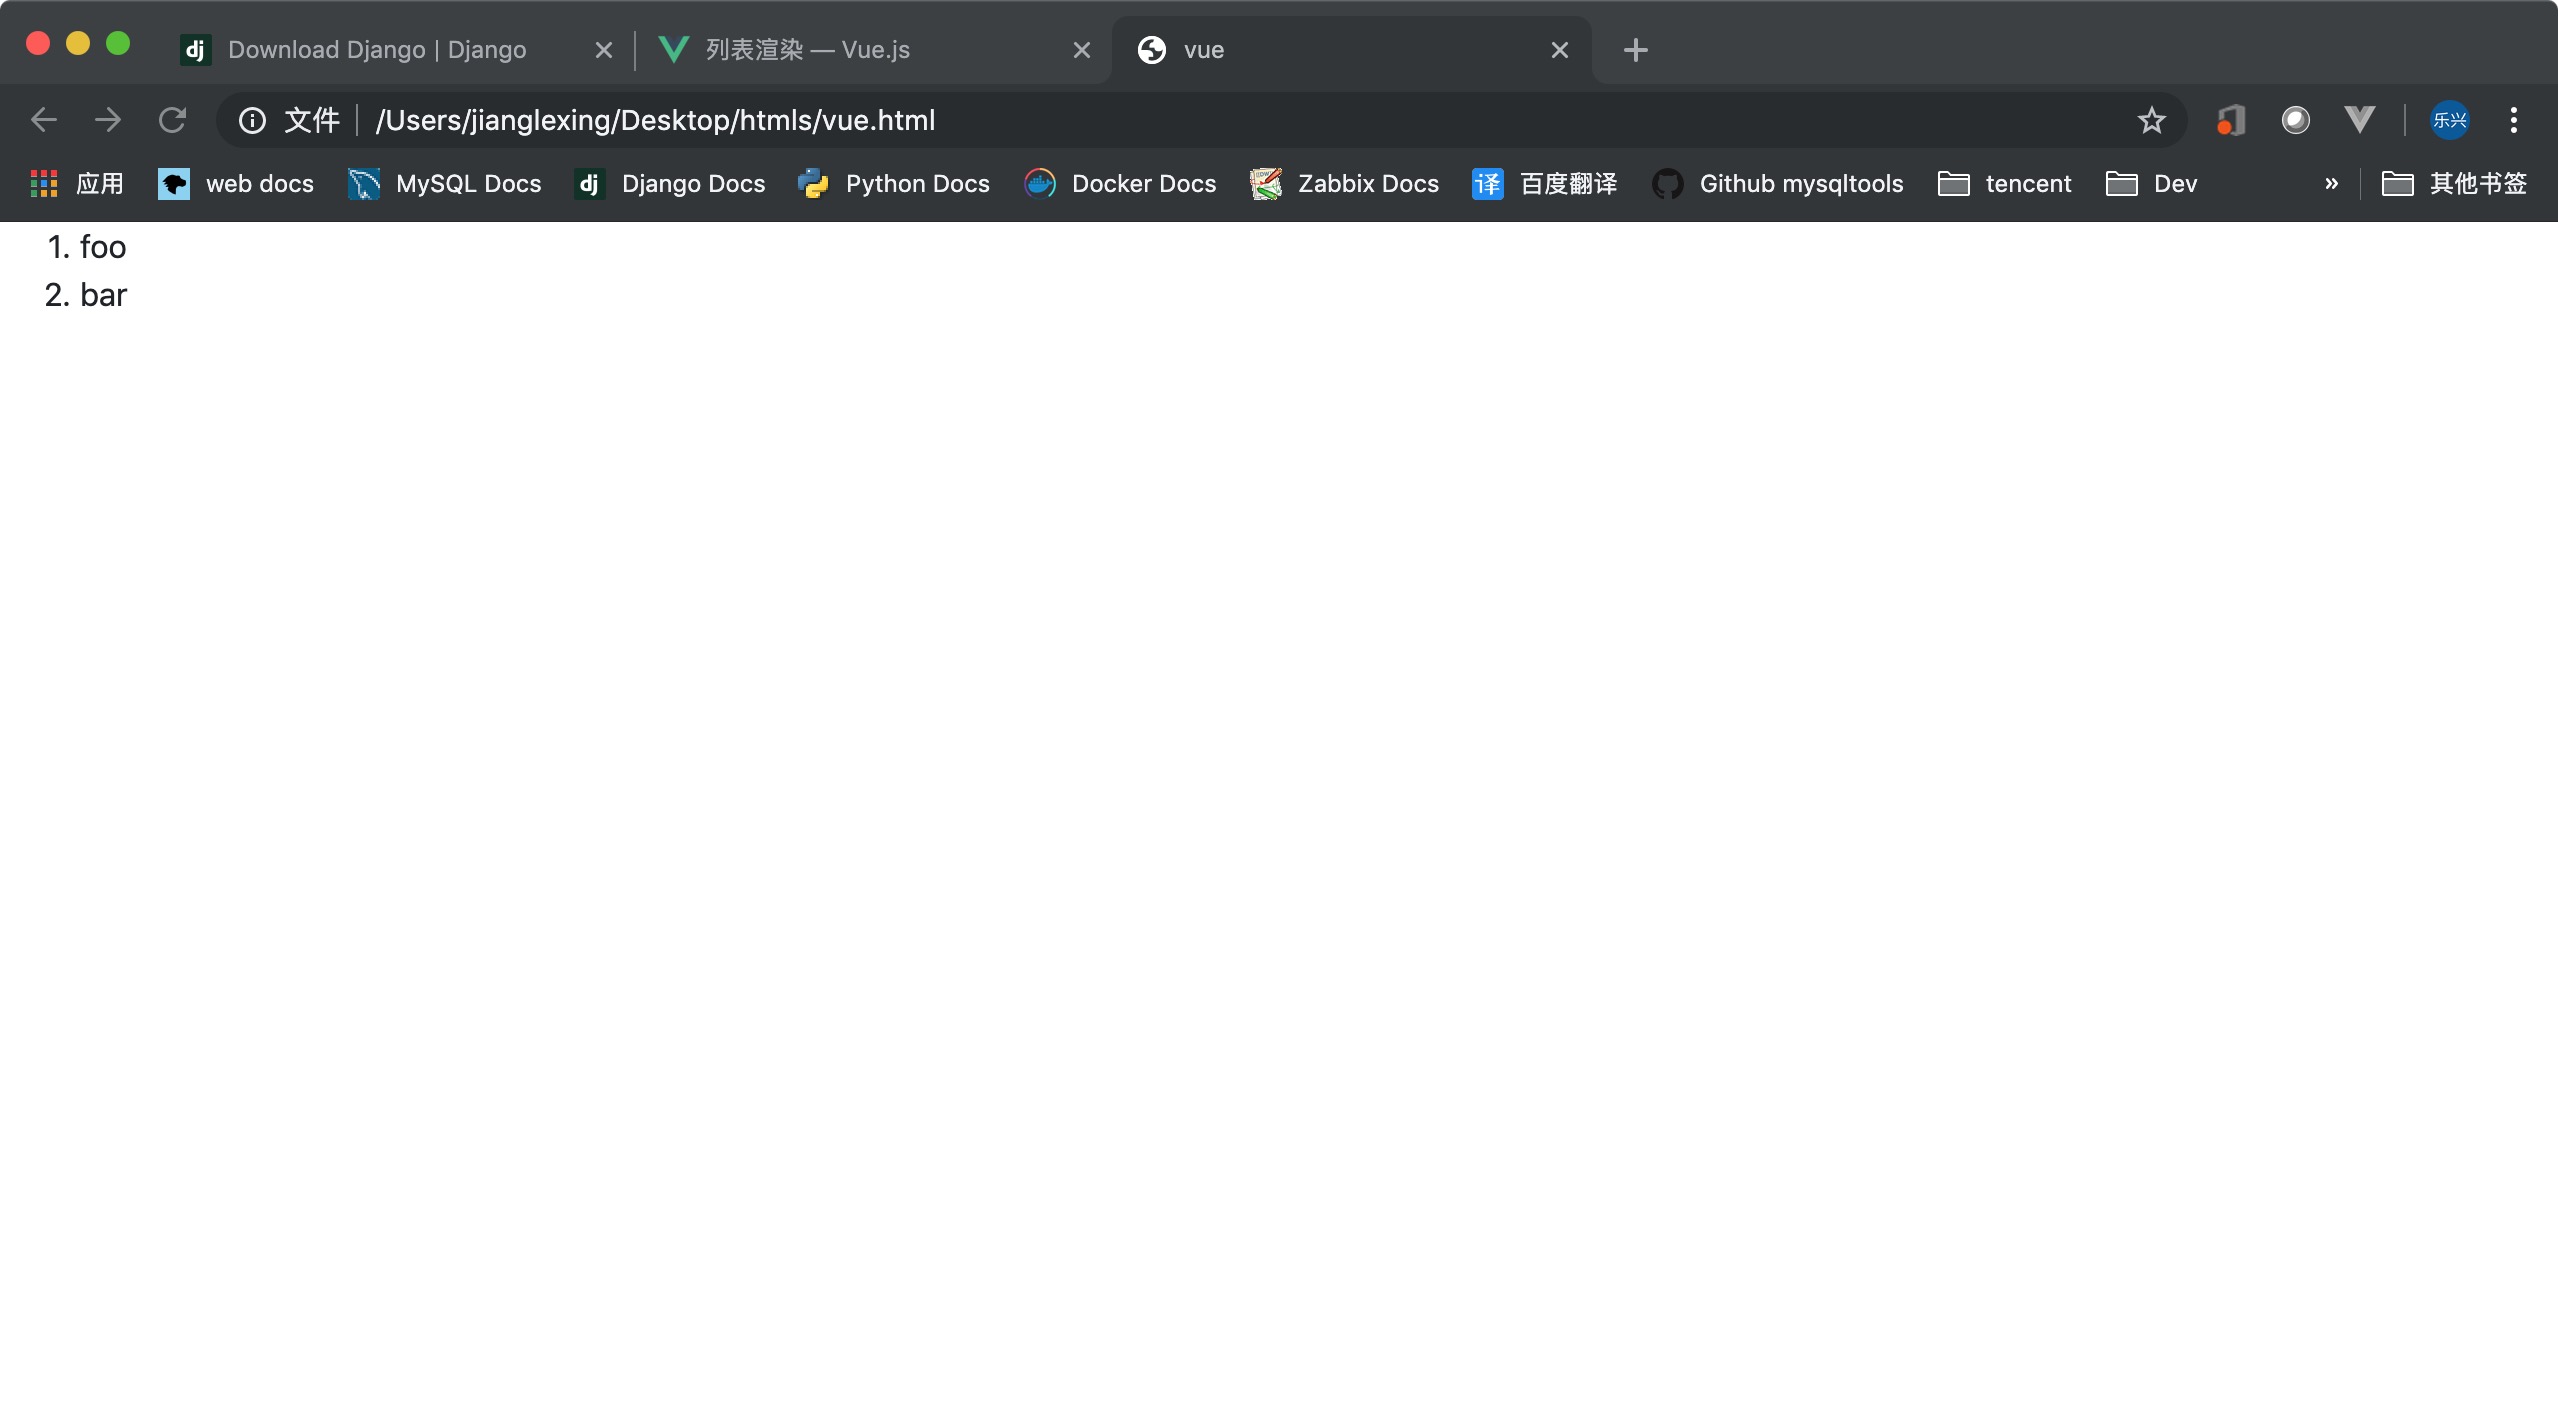 dj Download Django | Django 列表渲染 — Vue.js vue
文件 /Users/jianglexing/Desktop/htmls/vue.html 乐兴
应用 web docs MySQL Docs dj Django Docs Python Docs Docker Docs Zabbix Docs 译 百度翻译 Github mysqltools tencent Dev » 其他书签
1. foo
2. bar